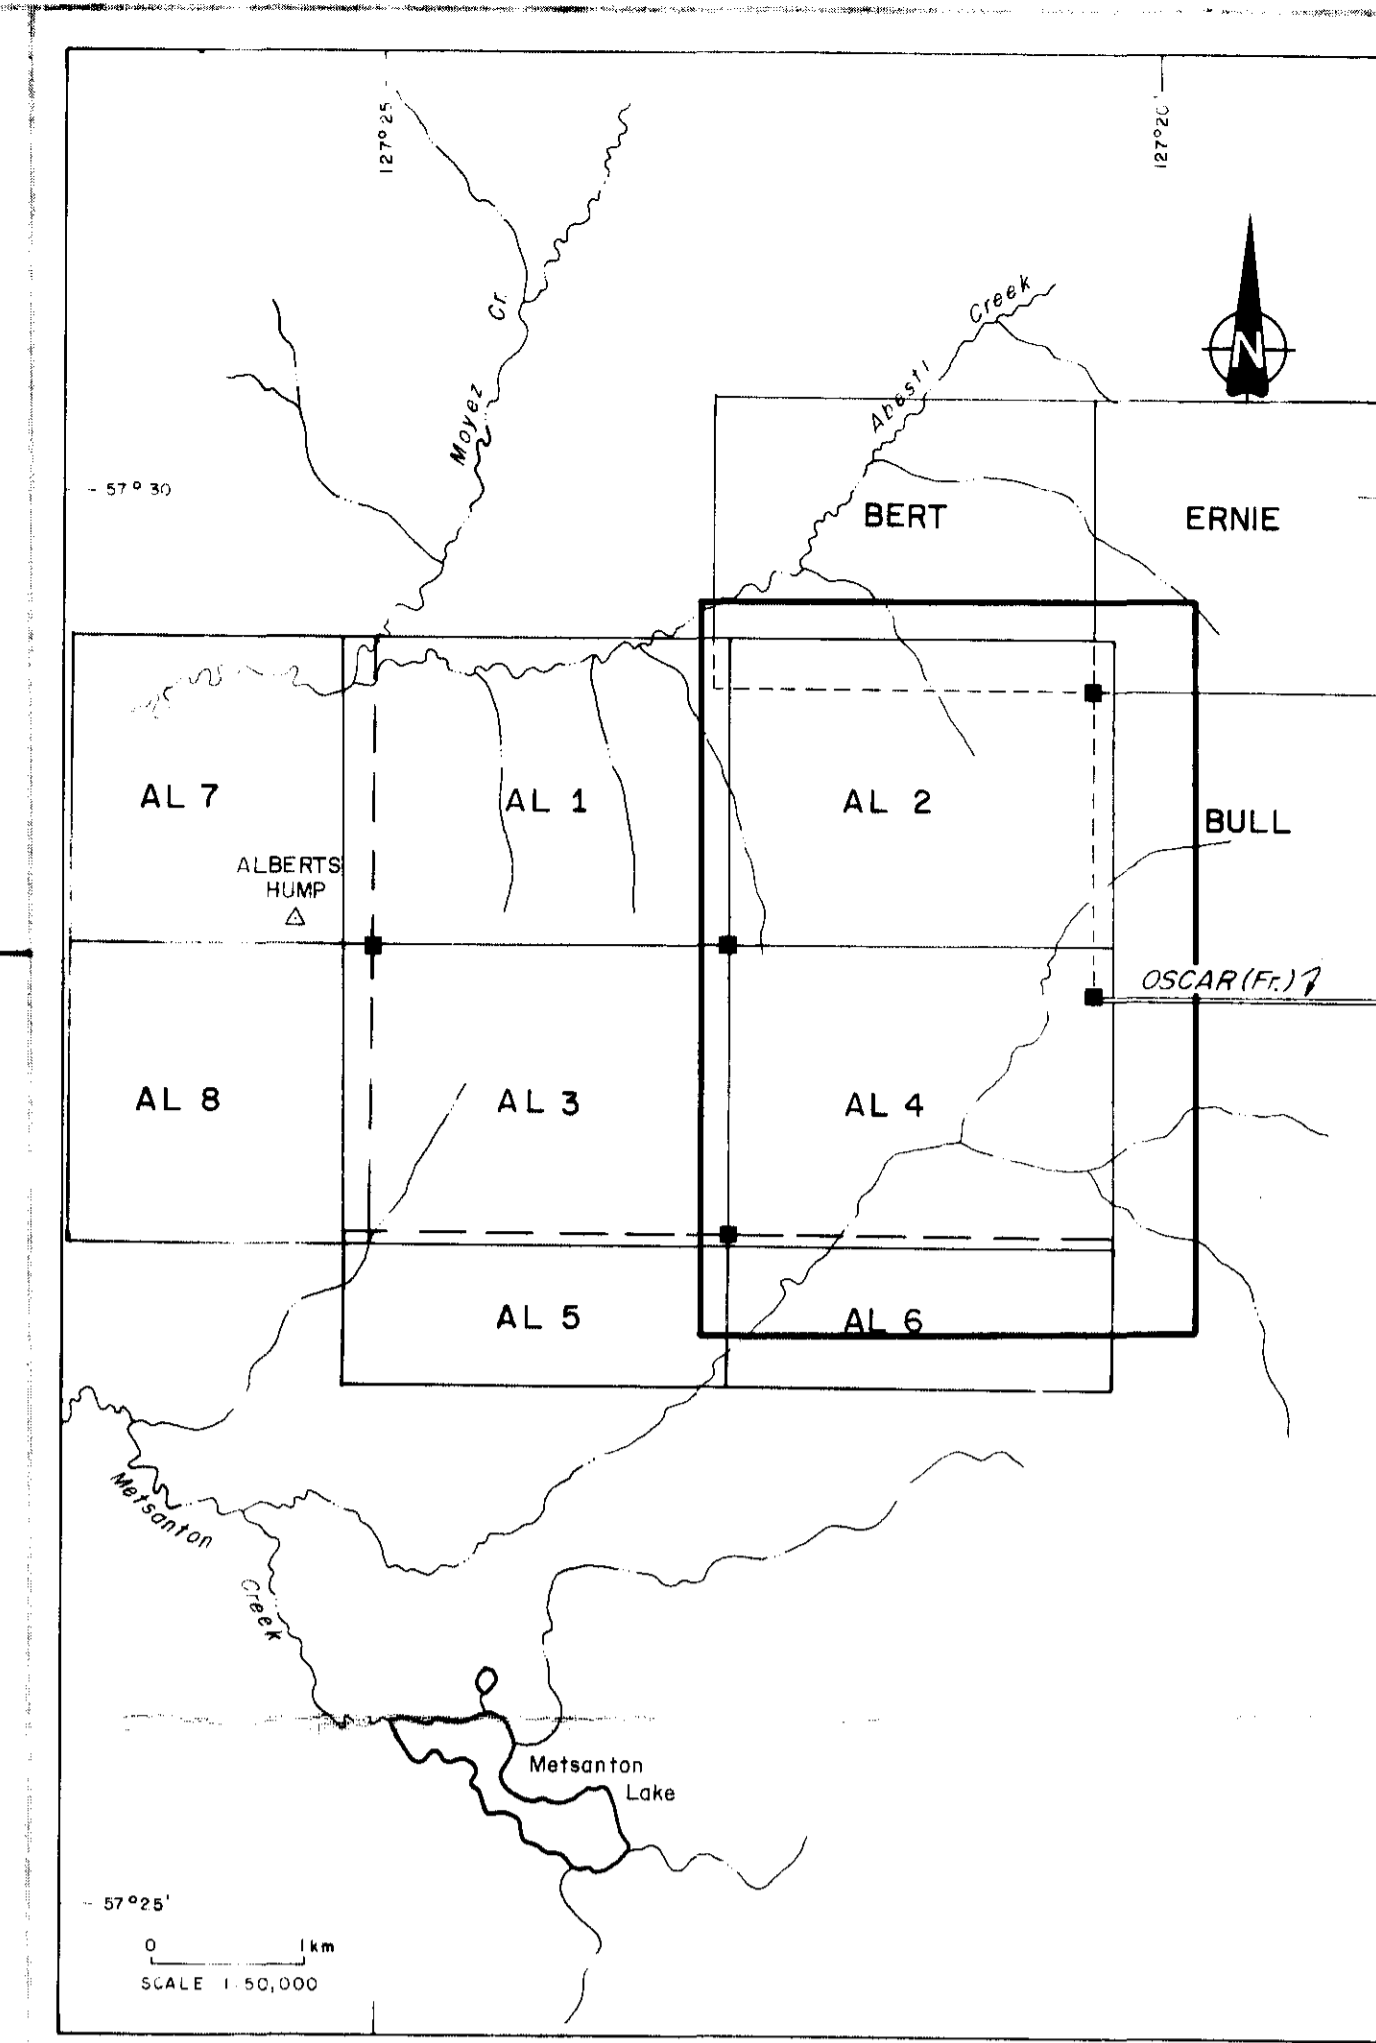 127° 25'
127° 20'
Creek
Cr.
N
Moyez
Abesti
- 57° 30
BERT
ERNIE
AL 7
AL 1
AL 2
BULL
ALBERTS
HUMP
OSCAR (Fr.)
AL 8
AL 3
AL 4
AL 5
AL 6
Metsanton
Creek
Metsanton
Lake
- 57° 25'
0 1 km
SCALE 1:50,000